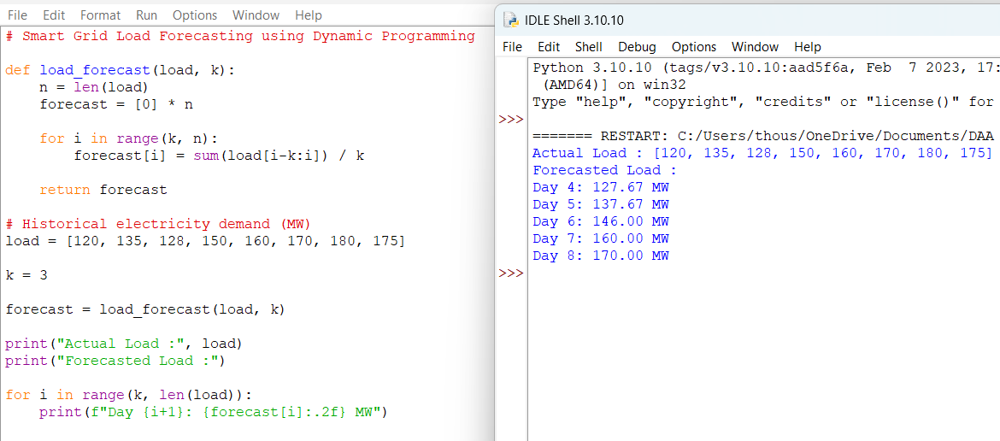 File Edit Format Run Options Window Help
# Smart Grid Load Forecasting using Dynamic Programming
def load_forecast(load, k):
    n = len(load)
    forecast = [0] * n
    for i in range(k, n):
        forecast[i] = sum(load[i-k:i]) / k
    return forecast
# Historical electricity demand (MW)
load = [120, 135, 128, 150, 160, 170, 180, 175]
k = 3
forecast = load_forecast(load, k)
print("Actual Load :", load)
print("Forecasted Load :")
for i in range(k, len(load)):
    print(f"Day {i+1}: {forecast[i]:.2f} MW")
IDLE Shell 3.10.10
File Edit Shell Debug Options Window Help
Python 3.10.10 (tags/v3.10.10:aad5f6a, Feb  7 2023, 17:
 (AMD64)] on win32
Type "help", "copyright", "credits" or "license()" for
>>>
======= RESTART: C:/Users/thous/OneDrive/Documents/DAA
Actual Load : [120, 135, 128, 150, 160, 170, 180, 175]
Forecasted Load :
Day 4: 127.67 MW
Day 5: 137.67 MW
Day 6: 146.00 MW
Day 7: 160.00 MW
Day 8: 170.00 MW
>>>